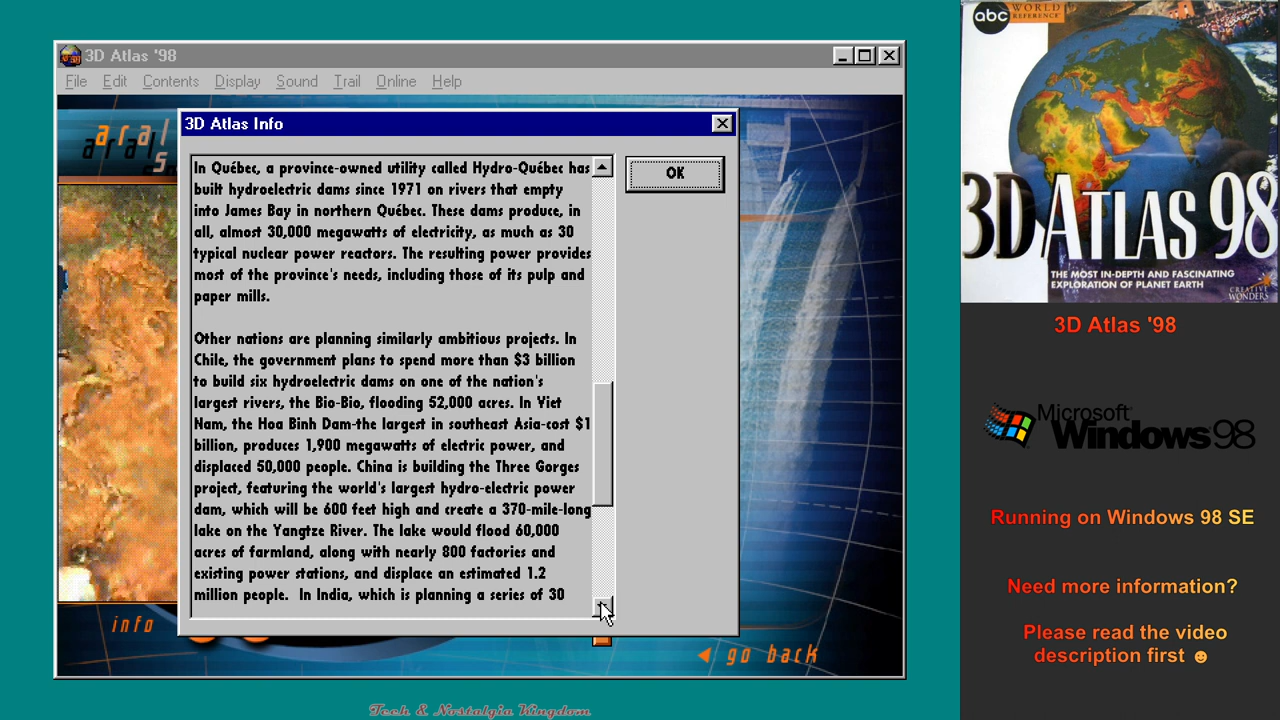 3D Atlas '98
File Edit Contents Display Sound Trail Online Help
aral
s
3D Atlas Info
In Québec, a province-owned utility called Hydro-Québec has
built hydroelectric dams since 1971 on rivers that empty
into James Bay in northern Québec. These dams produce, in
all, almost 30,000 megawatts of electricity, as much as 30
typical nuclear power reactors. The resulting power provides
most of the province's needs, including those of its pulp and
paper mills.
Other nations are planning similarly ambitious projects. In
Chile, the government plans to spend more than $3 billion
to build six hydroelectric dams on one of the nation's
largest rivers, the Bio-Bio, flooding 52,000 acres. In Viet
Nam, the Hoa Binh Dam-the largest in southeast Asia-cost $1
billion, produces 1,900 megawatts of electric power, and
displaced 50,000 people. China is building the Three Gorges
project, featuring the world's largest hydro-electric power
dam, which will be 600 feet high and create a 370-mile-long
lake on the Yangtze River. The lake would flood 60,000
acres of farmland, along with nearly 800 factories and
existing power stations, and displace an estimated 1.2
million people.  In India, which is planning a series of 30
OK
info
go back
Tech & Nostalgia Kingdom
abc WORLD
REFERENCE
3D ATLAS 98
THE MOST IN-DEPTH AND FASCINATING
EXPLORATION OF PLANET EARTH
CREATIVE
WONDERS
3D Atlas '98
Microsoft
Windows 98
Running on Windows 98 SE
Need more information?
Please read the video
description first ☻